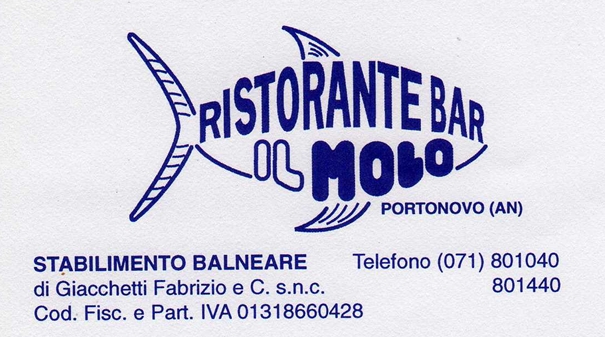 RISTORANTE BAR
IL MOLO
PORTONOVO (AN)
STABILIMENTO BALNEARE
di Giacchetti Fabrizio e C. s.n.c.
Cod. Fisc. e Part. IVA 01318660428
Telefono (071) 801040
801440